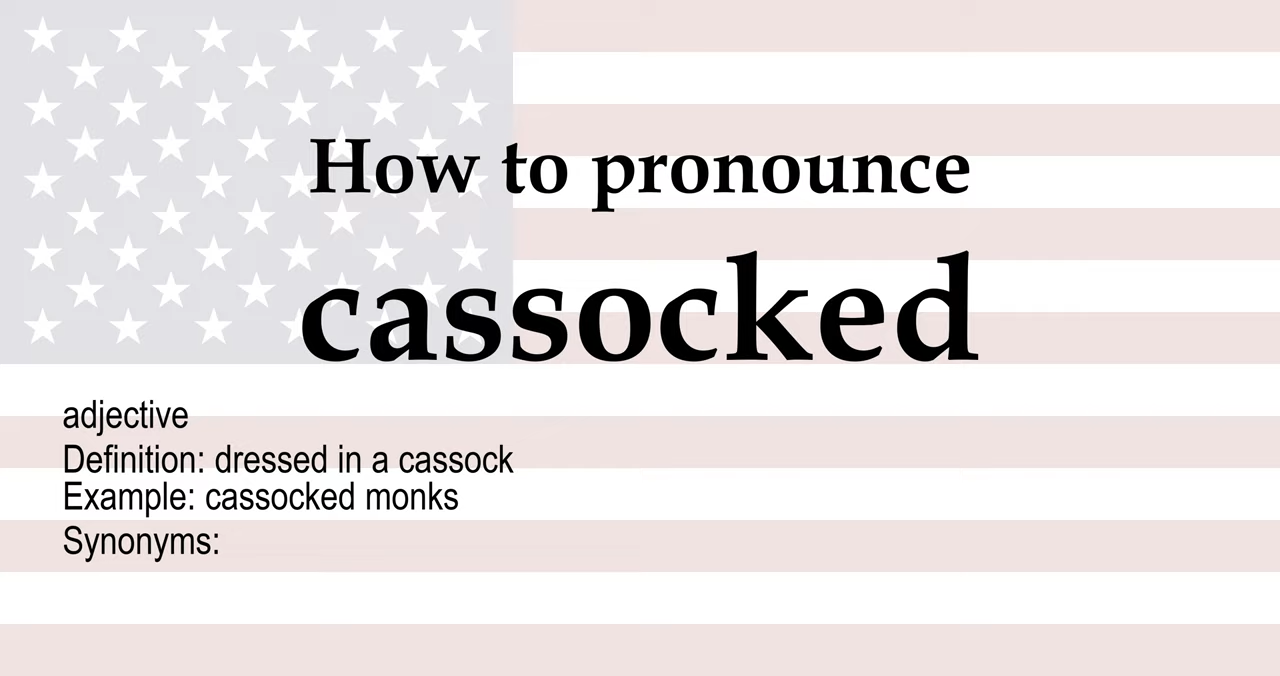 How to pronounce
cassocked
adjective
Definition: dressed in a cassock
Example: cassocked monks
Synonyms: